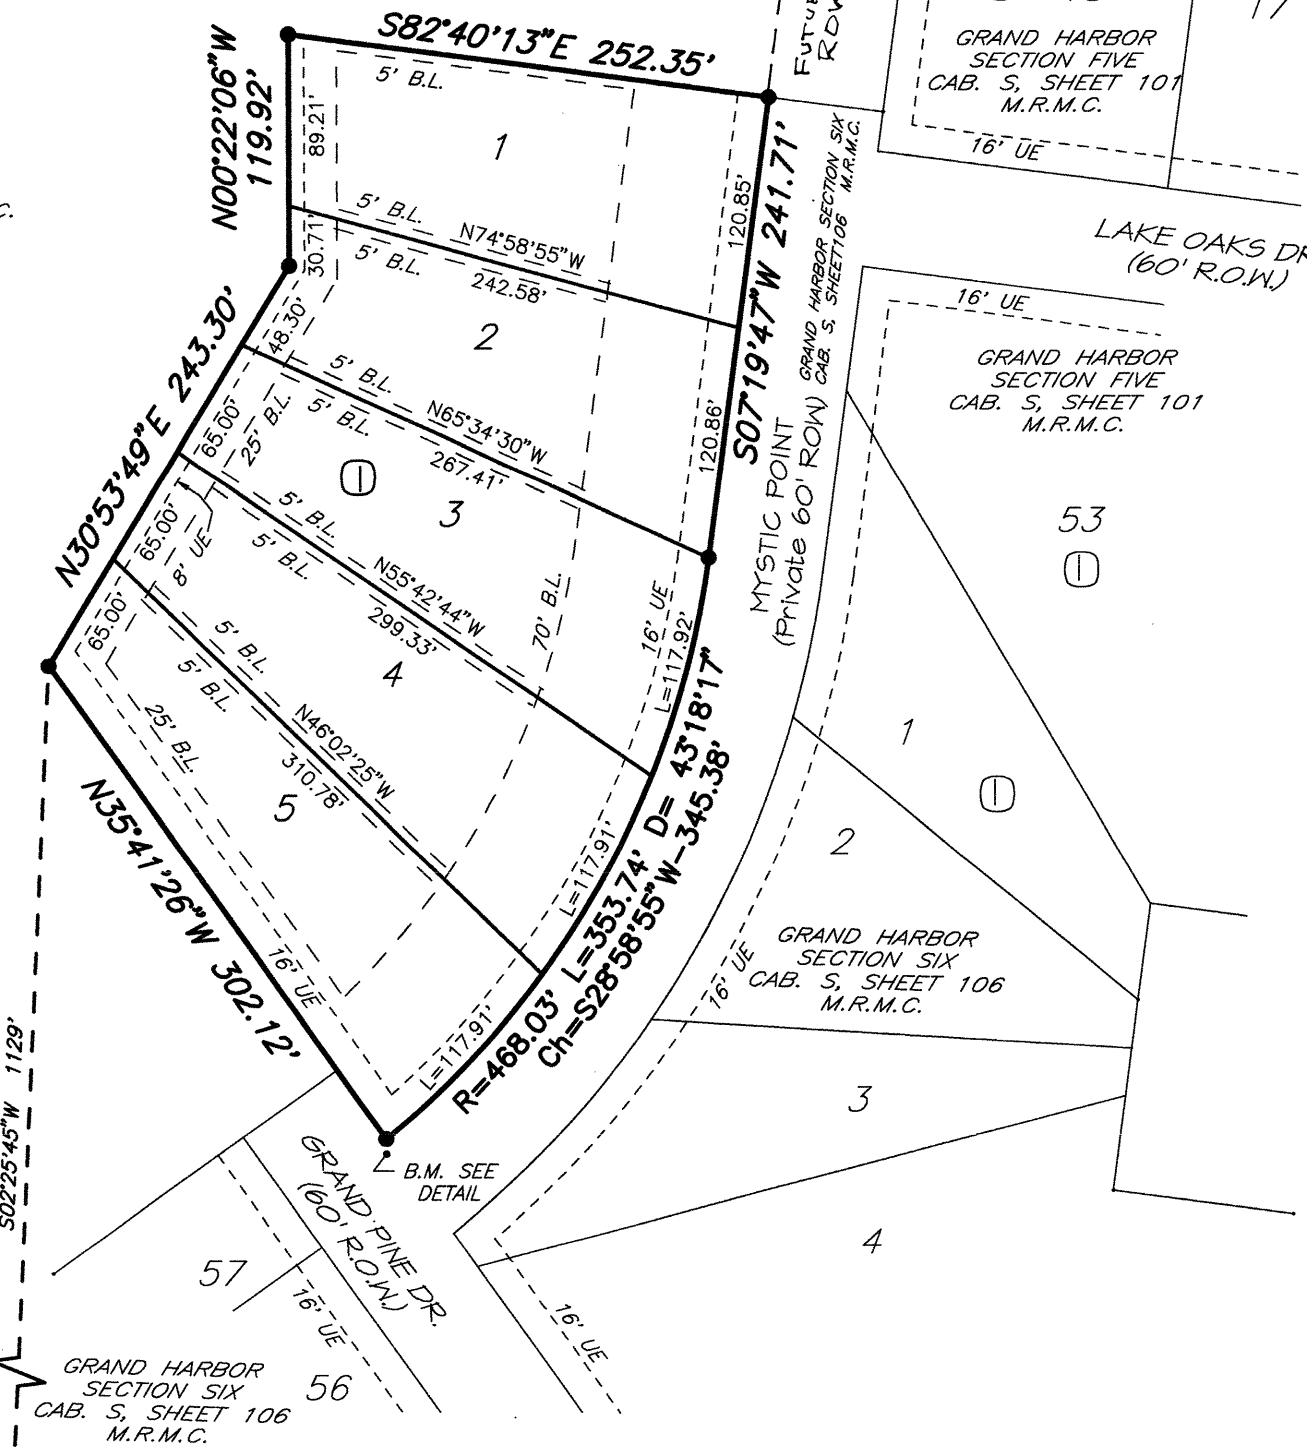 S82°40'13"E 252.35'
N00°22'06"W
119.92'
5' B.L.
89.21'
1
5' B.L.
N74°58'55"W
242.58'
5' B.L.
30.71'
120.85'
S07°19'47"W 241.71'
2
48.30'
5' B.L.
N65°34'30"W
267.41'
5' B.L.
120.86'
N30°53'49"E 243.30'
65.00'
25' B.L.
3
5' B.L.
N55°42'44"W
299.33'
5' B.L.
65.00'
8' UE
70' B.L.
16' UE
L=117.92'
4
65.00'
5' B.L.
N46°02'25"W
310.78'
5' B.L.
25' B.L.
5
L=117.91'
N35°41'26"W 302.12'
16' UE
L=117.91'
R=468.03' L=353.74' D= 43°18'17"
Ch=S28°58'55"W-345.38'
B.M. SEE
DETAIL
MYSTIC POINT
(Private 60' ROW)
GRAND HARBOR SECTION SIX
CAB. S, SHEET106 M.R.M.C.
GRAND HARBOR
SECTION FIVE
CAB. S, SHEET 101
M.R.M.C.
17
16' UE
LAKE OAKS DR
(60' R.O.W.)
16' UE
GRAND HARBOR
SECTION FIVE
CAB. S, SHEET 101
M.R.M.C.
53
1
2
GRAND HARBOR
SECTION SIX
CAB. S, SHEET 106
M.R.M.C.
16' UE
3
4
GRAND PINE DR.
(60' R.O.W.)
57
16' UE
16' UE
56
S02°25'45"W 1129'
GRAND HARBOR
SECTION SIX
CAB. S, SHEET 106
M.R.M.C.